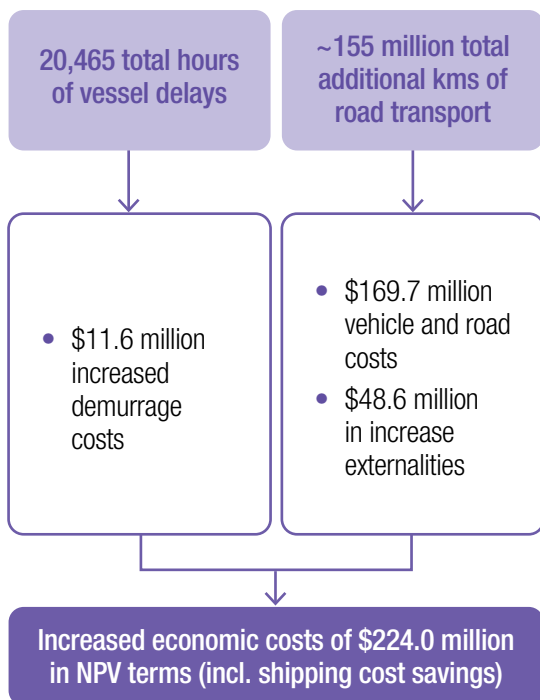 20,465 total hours
of vessel delays
~155 million total
additional kms of
road transport
• $11.6 million
increased
demurrage
costs
• $169.7 million
vehicle and road
costs
• $48.6 million
in increase
externalities
Increased economic costs of $224.0 million
in NPV terms (incl. shipping cost savings)